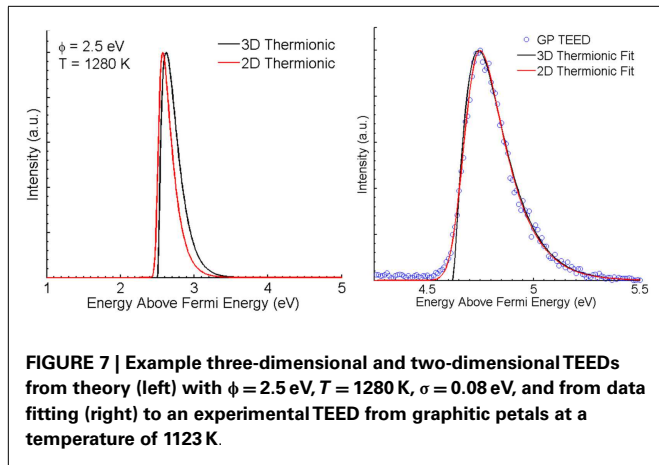 ϕ = 2.5 eV
T = 1280 K
3D Thermionic
2D Thermionic
Intensity (a.u.)
1 2 3 4 5
Energy Above Fermi Energy (eV)
GP TEED
3D Thermionic Fit
2D Thermionic Fit
Intensity (a.u.)
4.5 5 5.5
Energy Above Fermi Energy (eV)
FIGURE 7 | Example three-dimensional and two-dimensional TEEDs
from theory (left) with ϕ = 2.5 eV, T = 1280 K, σ = 0.08 eV, and from data
fitting (right) to an experimental TEED from graphitic petals at a
temperature of 1123 K.